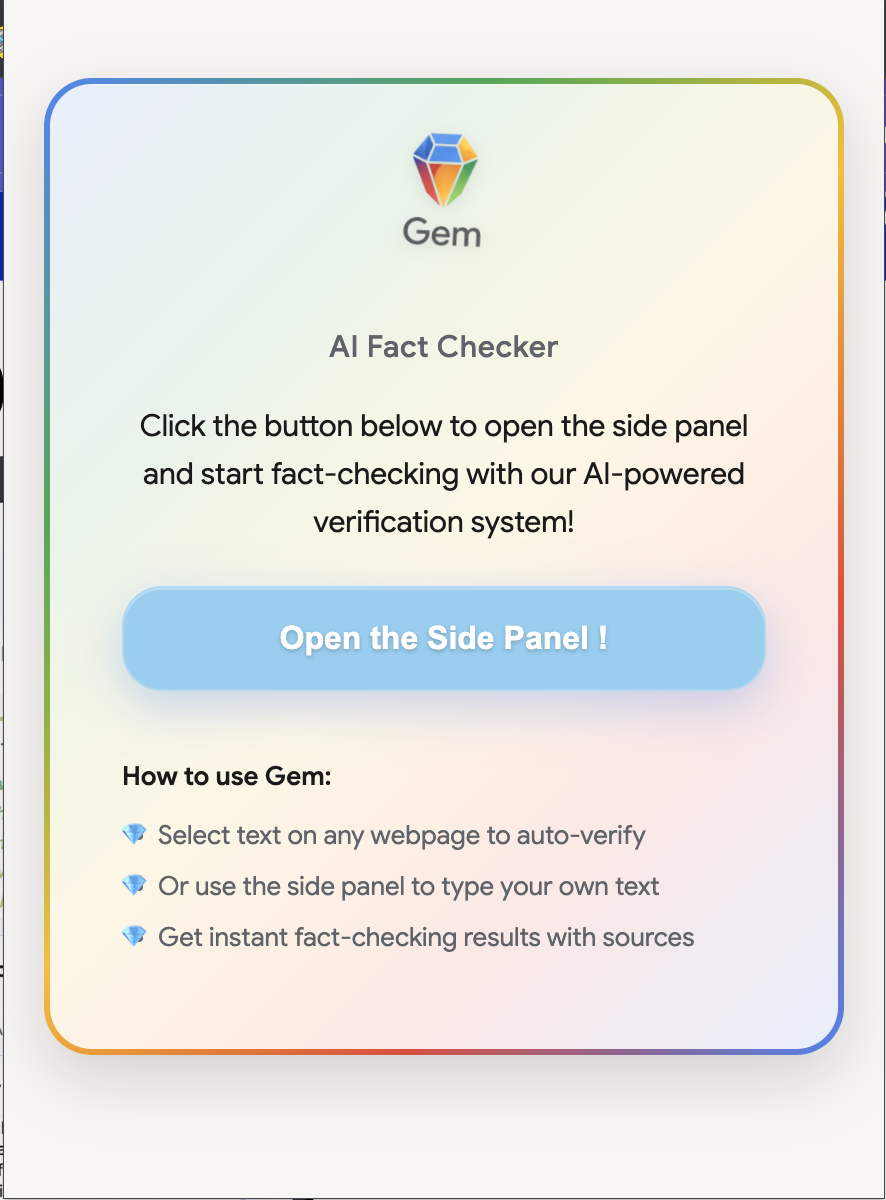 Gem
AI Fact Checker
Click the button below to open the side panel
and start fact-checking with our AI-powered
verification system!
Open the Side Panel !
How to use Gem:
Select text on any webpage to auto-verify
Or use the side panel to type your own text
Get instant fact-checking results with sources